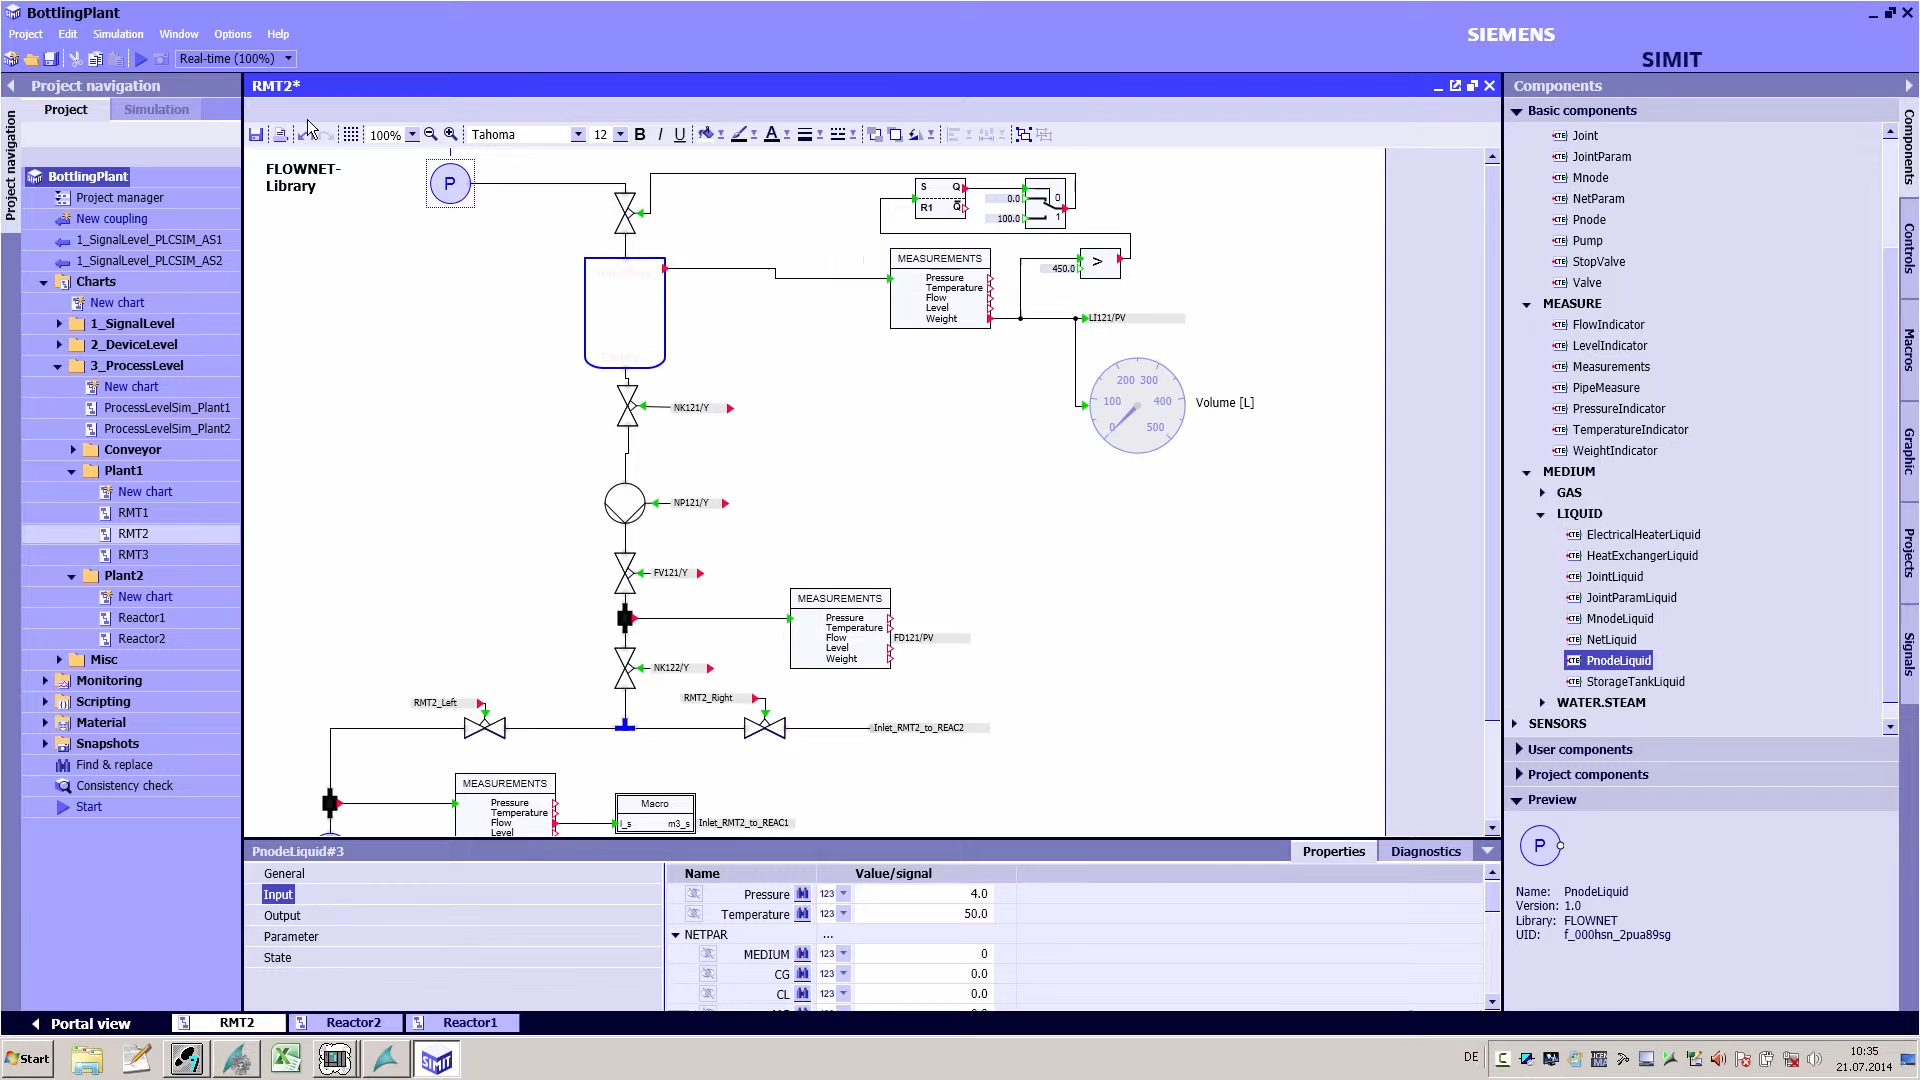 BottlingPlant
Project Edit Simulation Window Options Help
SIEMENS
Real-time (100%)
SIMIT
Project navigation
RMT2*
Components
Project Simulation
Project navigation
100% Tahoma 12 B I U A
BottlingPlant
Project manager
New coupling
1_SignalLevel_PLCSIM_AS1
1_SignalLevel_PLCSIM_AS2
Charts
New chart
1_SignalLevel
2_DeviceLevel
3_ProcessLevel
New chart
ProcessLevelSim_Plant1
ProcessLevelSim_Plant2
Conveyor
Plant1
New chart
RMT1
RMT2
RMT3
Plant2
New chart
Reactor1
Reactor2
Misc
Monitoring
Scripting
Material
Snapshots
Find & replace
Consistency check
Start
FLOWNET-
Library
P
S Q
R1 Q
0.0
100.0
0
1
MEASUREMENTS
Pressure
Temperature
Flow
Level
Weight
450.0
>
LI121/PV
200 300
100 400
0 500
Volume [L]
NK121/Y
NP121/Y
FV121/Y
MEASUREMENTS
Pressure
Temperature
Flow
Level
Weight
FD121/PV
NK122/Y
RMT2_Left
RMT2_Right
Inlet_RMT2_to_REAC2
MEASUREMENTS
Pressure
Temperature
Flow
Level
Macro
l_s m3_s
Inlet_RMT2_to_REAC1
PnodeLiquid#3
Properties Diagnostics
General
Input
Output
Parameter
State
Name Value/signal
Pressure 123 4.0
Temperature 123 50.0
NETPAR ...
MEDIUM 123 0
CG 123 0.0
CL 123 0.0
Basic components
Joint
JointParam
Mnode
NetParam
Pnode
Pump
StopValve
Valve
MEASURE
FlowIndicator
LevelIndicator
Measurements
PipeMeasure
PressureIndicator
TemperatureIndicator
WeightIndicator
MEDIUM
GAS
LIQUID
ElectricalHeaterLiquid
HeatExchangerLiquid
JointLiquid
JointParamLiquid
MnodeLiquid
NetLiquid
PnodeLiquid
StorageTankLiquid
WATER.STEAM
SENSORS
User components
Project components
Preview
P
Name: PnodeLiquid
Version: 1.0
Library: FLOWNET
UID: f_000hsn_2pua89sg
Components
Controls
Macros
Graphic
Projects
Signals
Portal view RMT2 Reactor2 Reactor1
Start
SIMIT
DE
10:35
21.07.2014